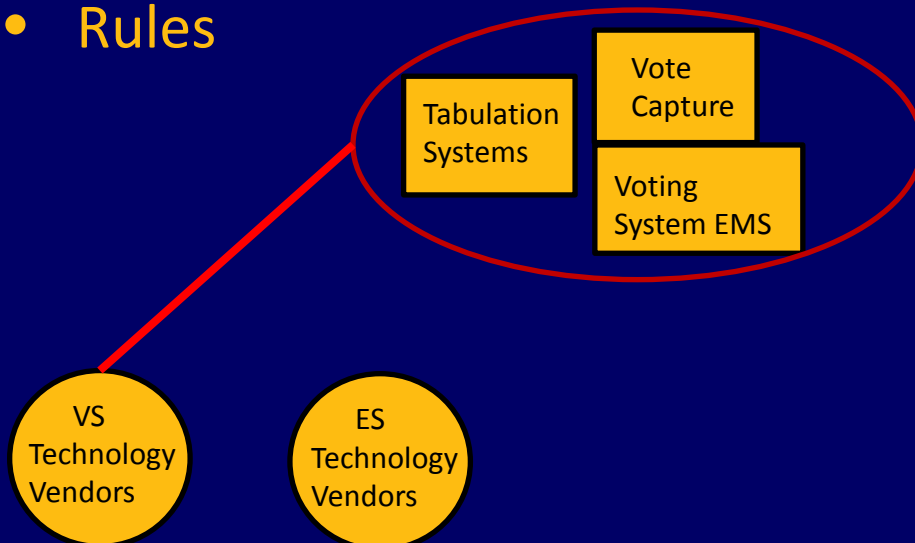 • Rules
Vote
Capture
Tabulation
Systems
Voting
System EMS
VS
Technology
Vendors
ES
Technology
Vendors